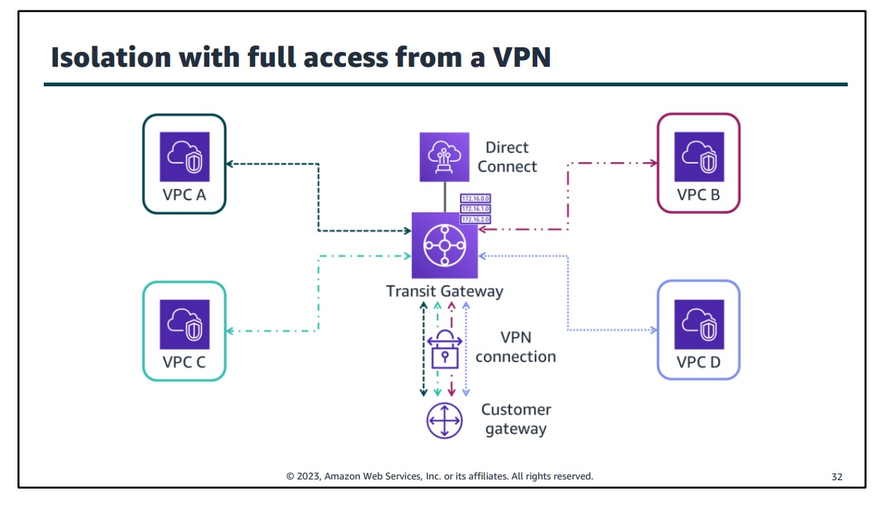 Isolation with full access from a VPN
VPC A
Direct
Connect
VPC B
172.16.0.0
172.16.1.0
172.16.2.0
Transit Gateway
VPC C
VPN
connection
VPC D
Customer
gateway
© 2023, Amazon Web Services, Inc. or its affiliates. All rights reserved.
32